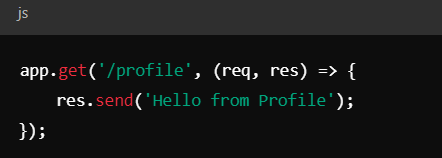 js
app.get('/profile', (req, res) => {
    res.send('Hello from Profile');
});